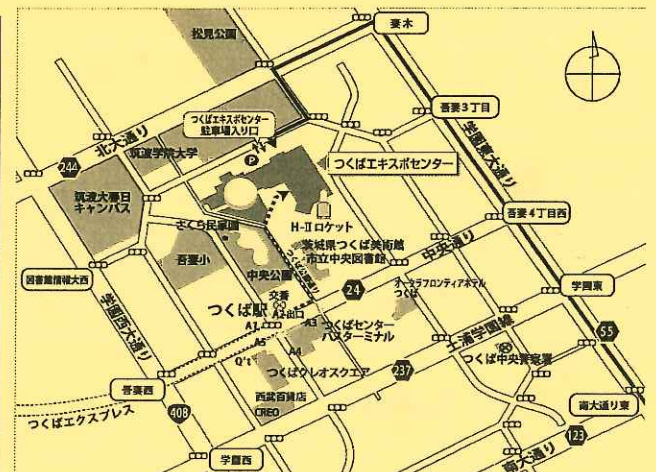 妻木
松見公園
吾妻3丁目
学園東大通り
つくばエキスポセンター
駐車場入り口
北大通り
筑波学院大学
P
つくばエキスポセンター
244
筑波大春日
キャンパス
吾妻4丁目西
さくら民家園
H-Ⅱロケット
茨城県つくば美術館
市立中央図書館
中央通り
吾妻小
中央公園
つくば公園通り
図書館情報大西
オークラフロンティアホテル
つくば
24
学園東
交番
つくば駅
A2出口
学園西大通り
A1
A3
つくばセンター
バスターミナル
土浦学園線
55
A5
A4
つくば中央警察署
Q't
つくばクレオスクエア
237
吾妻西
西武百貨店
CREO
南大通り東
つくばエクスプレス
408
123
学園西
南大通り